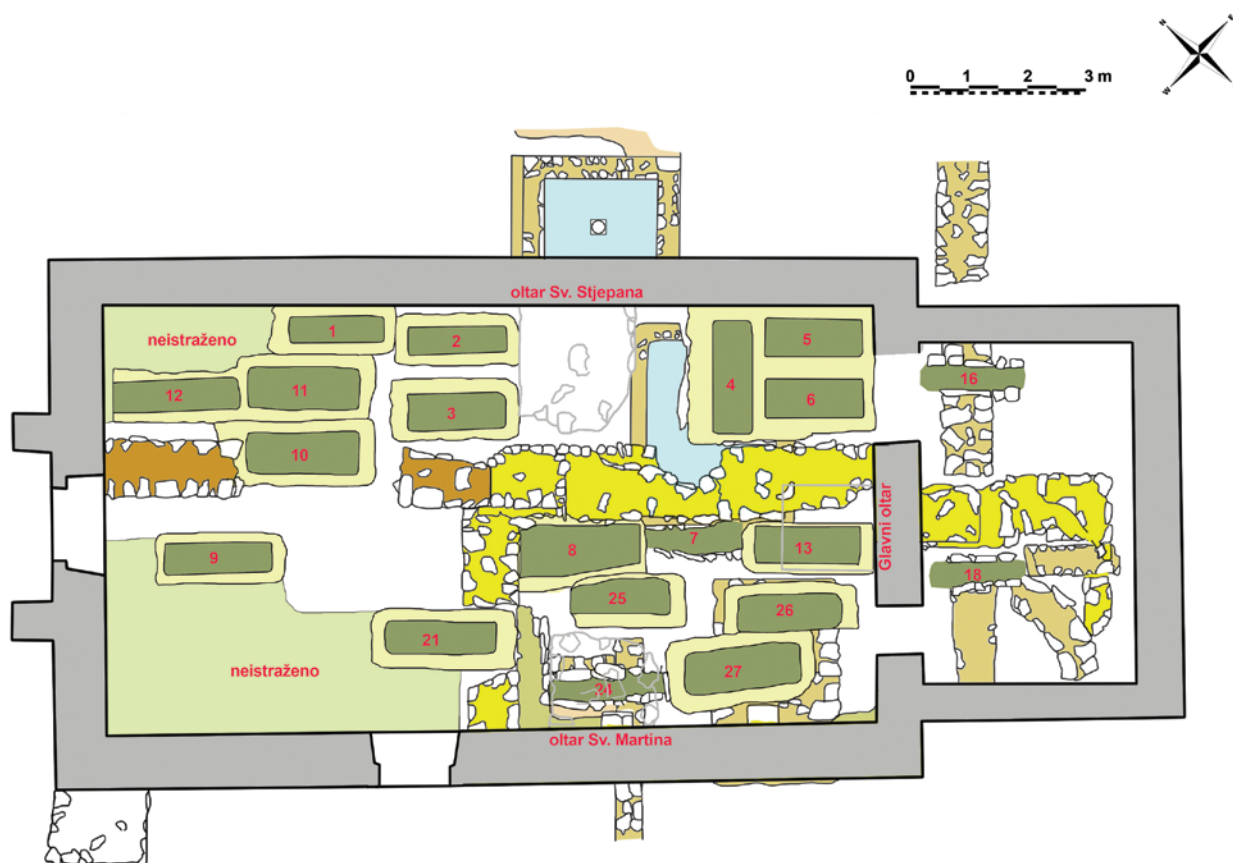 0 1 2 3 m
N
E
W
S
oltar Sv. Stjepana
neistraženo
1
2
5
4
16
12
11
3
6
10
Glavni oltar
7
8
13
9
18
25
26
21
27
neistraženo
24
oltar Sv. Martina